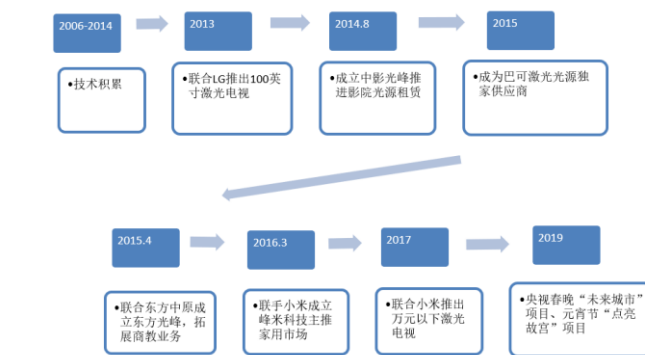 2006-2014
2013
2014.8
2015
•技术积累
•联合LG推出100英
寸激光电视
•成立中影光峰推
进影院光源租赁
•成为巴可激光光源独
家供应商
2015.4
2016.3
2017
2019
•联合东方中原成
立东方光峰，拓
展商教业务
•联手小米成立
峰米科技主推
家用市场
•联合小米推出
万元以下激光
电视
•央视春晚“未来城市”
项目、元宵节“点亮
故宫”项目